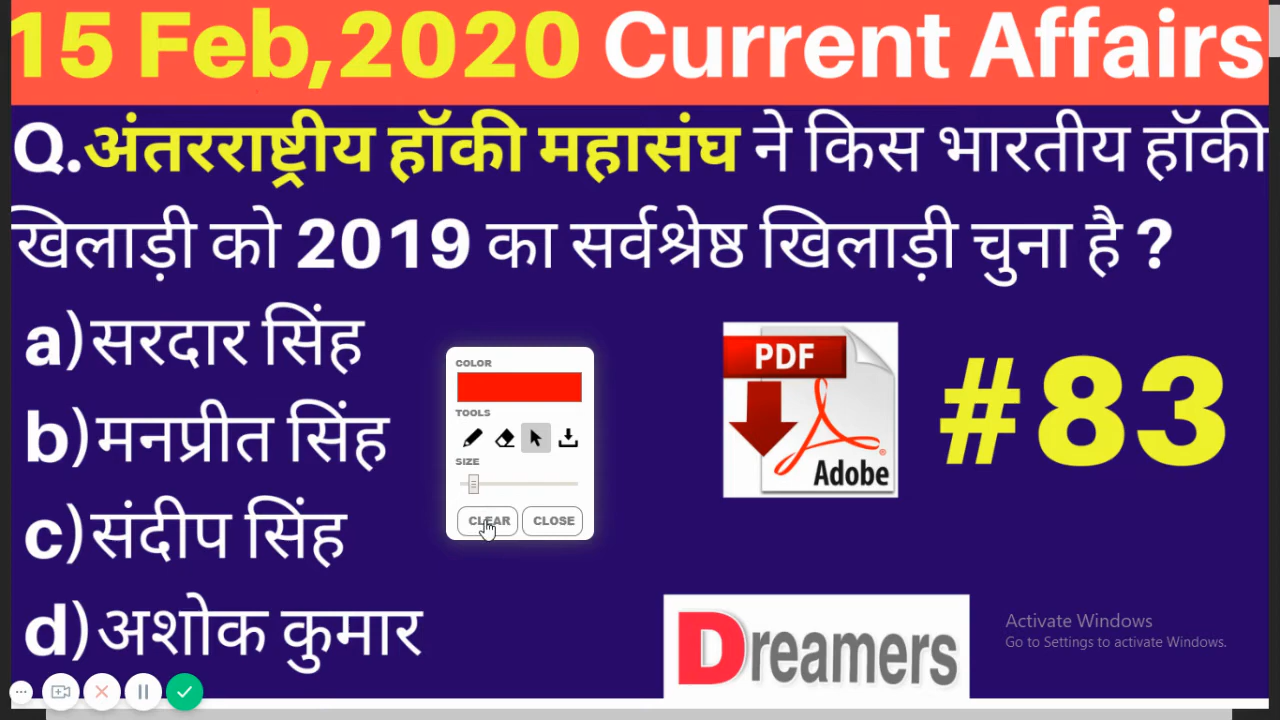 15 Feb,2020 Current Affairs
Q.अंतरराष्ट्रीय हॉकी महासंघ ने किस भारतीय हॉकी
खिलाड़ी को 2019 का सर्वश्रेष्ठ खिलाड़ी चुना है ?
a)सरदार सिंह
b)मनप्रीत सिंह
c)संदीप सिंह
d)अशोक कुमार
COLOR
TOOLS
SIZE
CLEAR CLOSE
PDF
Adobe
#83
Dreamers
Activate Windows
Go to Settings to activate Windows.